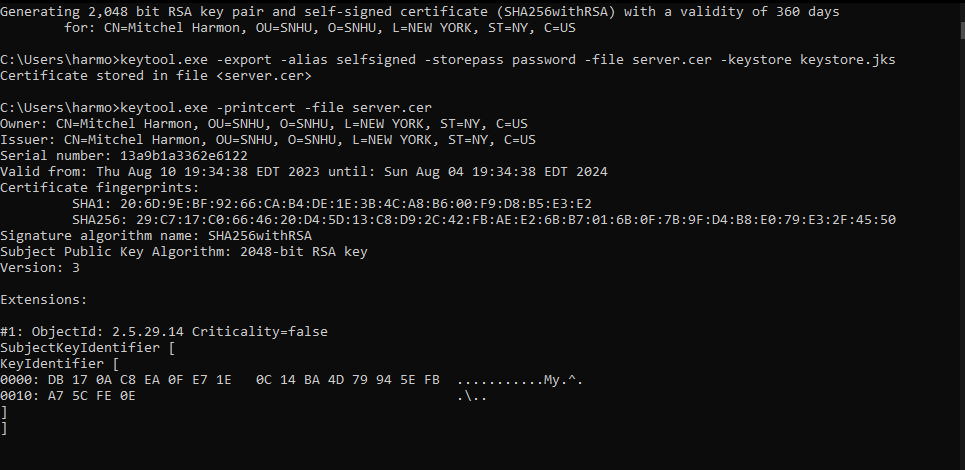 Generating 2,048 bit RSA key pair and self-signed certificate (SHA256withRSA) with a validity of 360 days
        for: CN=Mitchel Harmon, OU=SNHU, O=SNHU, L=NEW YORK, ST=NY, C=US
C:\Users\harmo>keytool.exe -export -alias selfsigned -storepass password -file server.cer -keystore keystore.jks
Certificate stored in file <server.cer>
C:\Users\harmo>keytool.exe -printcert -file server.cer
Owner: CN=Mitchel Harmon, OU=SNHU, O=SNHU, L=NEW YORK, ST=NY, C=US
Issuer: CN=Mitchel Harmon, OU=SNHU, O=SNHU, L=NEW YORK, ST=NY, C=US
Serial number: 13a9b1a3362e6122
Valid from: Thu Aug 10 19:34:38 EDT 2023 until: Sun Aug 04 19:34:38 EDT 2024
Certificate fingerprints:
         SHA1: 20:6D:9E:BF:92:66:CA:B4:DE:1E:3B:4C:A8:B6:00:F9:D8:B5:E3:E2
         SHA256: 29:C7:17:C0:66:46:20:D4:5D:13:C8:D9:2C:42:FB:AE:E2:6B:B7:01:6B:0F:7B:9F:D4:B8:E0:79:E3:2F:45:50
Signature algorithm name: SHA256withRSA
Subject Public Key Algorithm: 2048-bit RSA key
Version: 3
Extensions:
#1: ObjectId: 2.5.29.14 Criticality=false
SubjectKeyIdentifier [
KeyIdentifier [
0000: DB 17 0A C8 EA 0F E7 1E   0C 14 BA 4D 79 94 5E FB  ...........My.^.
0010: A7 5C FE 0E                                        .\..
]
]